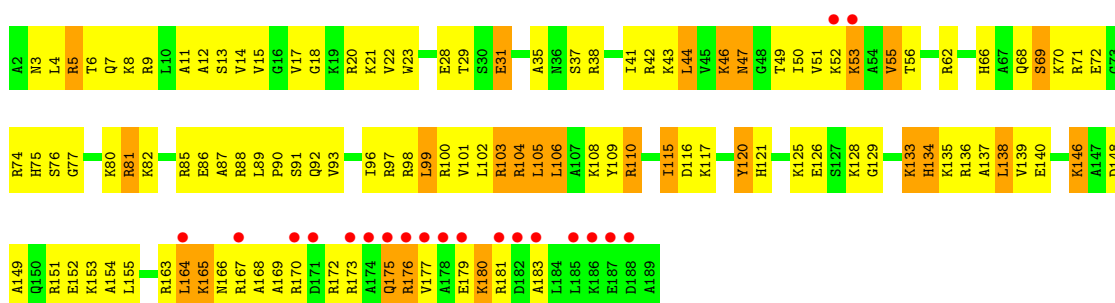 A2 N3 L4 R5 T6 Q7 K8 R9 L10 A11 A12 S13 V14 V15 G16 V17 G18 K19 R20 K21 V22 W23 E28 T29 S30 E31 A35 N36 S37 R38 I41 R42 K43 L44 V45 K46 N47 G48 T49 I50 V51 K52 K53 A54 V55 T56 R62 H66 A67 Q68 S69 K70 R71 E72 G73
R74 H75 S76 G77 K80 R81 K82 R85 E86 A87 R88 L89 P90 S91 Q92 V93 I96 R97 R98 L99 R100 V101 L102 R103 R104 L105 L106 A107 K108 Y109 R110 I115 D116 K117 Y120 H121 K125 E126 S127 K128 G129 K133 H134 K135 R136 A137 L138 V139 E140 K146 A147 D148
A149 Q150 R151 E152 K153 A154 L155 R163 L164 K165 N166 R167 A168 A169 R170 D171 R172 R173 A174 Q175 R176 V177 A178 E179 K180 R181 D182 A183 L184 L185 K186 E187 D188 A189